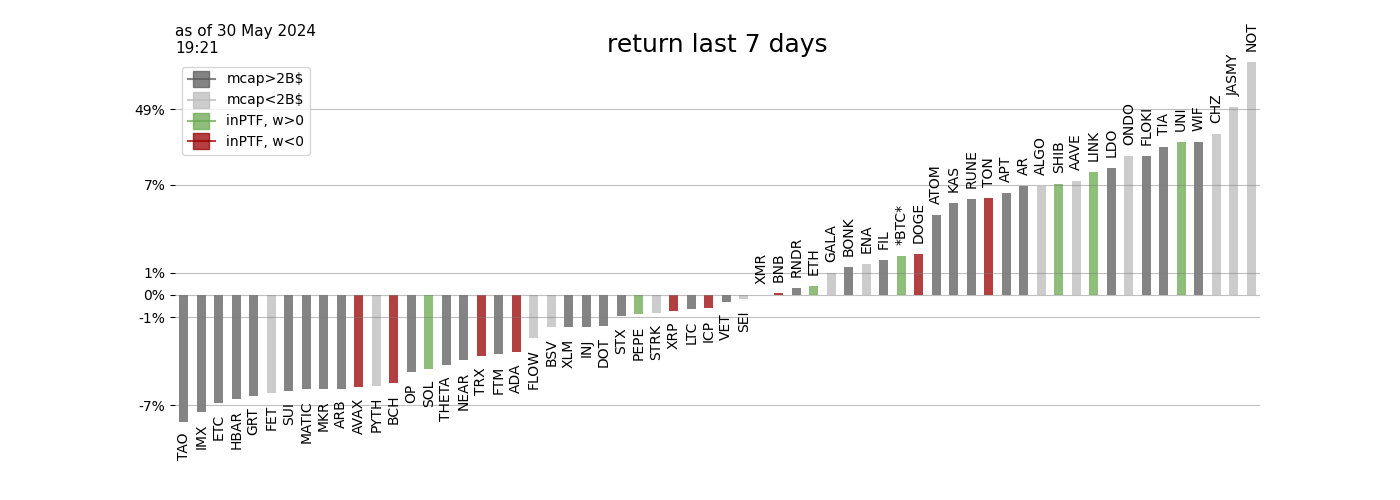 as of 30 May 2024
19:21
return last 7 days
mcap>2B$
mcap<2B$
inPTF, w>0
inPTF, w<0
49%
7%
1%
0%
-1%
-7%
TAO
IMX
ETC
HBAR
GRT
FET
SUI
MATIC
MKR
ARB
AVAX
PYTH
BCH
OP
SOL
THETA
NEAR
TRX
FTM
ADA
FLOW
BSV
XLM
INJ
DOT
STX
PEPE
STRK
XRP
LTC
ICP
VET
SEI
XMR
BNB
RNDR
ETH
GALA
BONK
ENA
FIL
*BTC*
DOGE
ATOM
KAS
RUNE
TON
APT
AR
ALGO
SHIB
AAVE
LINK
LDO
ONDO
FLOKI
TIA
UNI
WIF
CHZ
JASMY
NOT